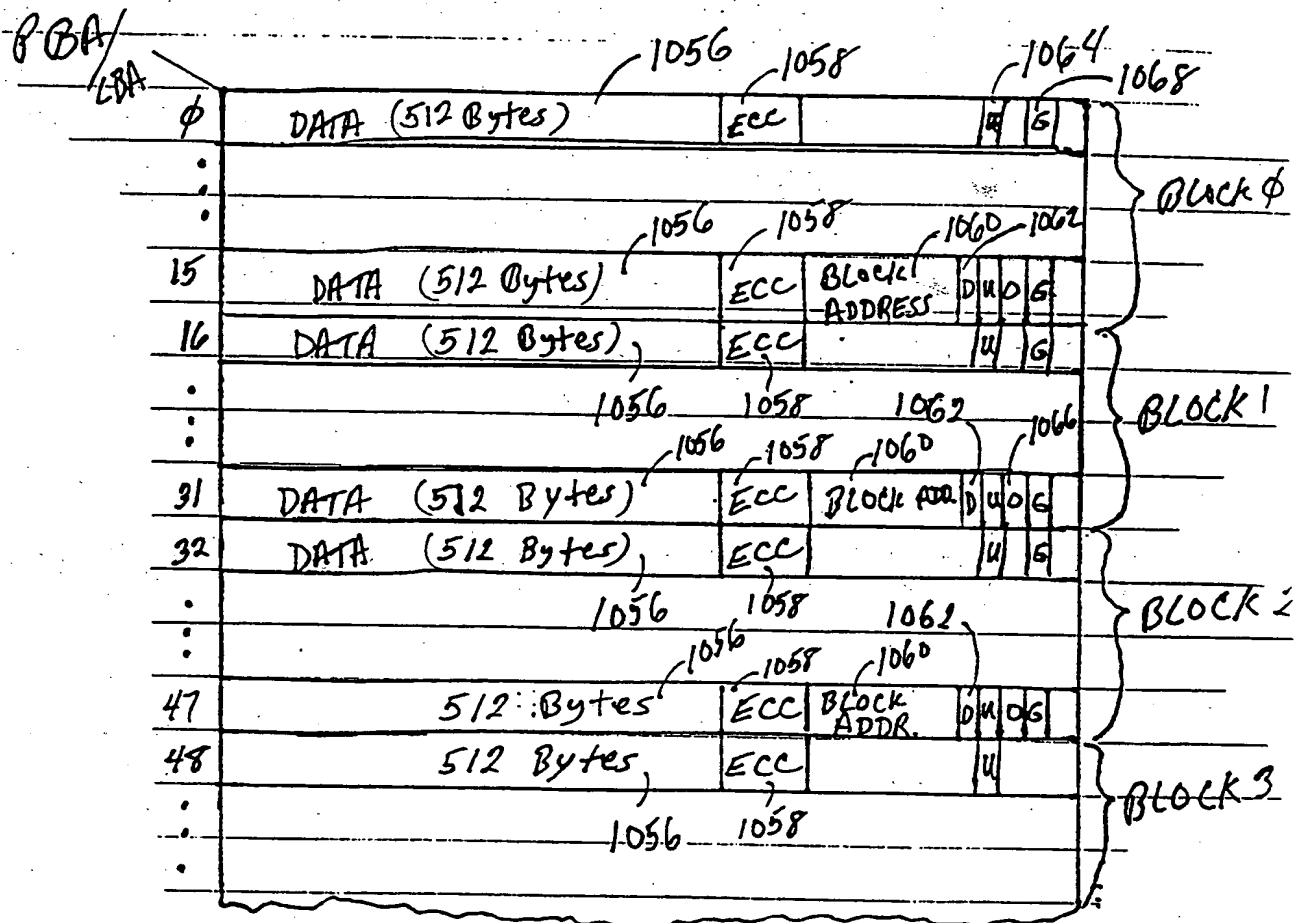 PBA/
LBA
1056 1058 1064 1068
φ DATA (512 Bytes) ECC U G
BLOCK φ
1056 1058 1060 1062
15 DATA (512 Bytes) ECC BLOCK ADDRESS D U O G
16 DATA (512 Bytes) ECC U G
1056 1058 1062 1066
BLOCK 1
1056 1058 1060
31 DATA (512 Bytes) ECC BLOCK ADD. D U O G
32 DATA (512 Bytes) ECC U G
1056 1058 1062
BLOCK 2
1056 1058 1060
47 512 Bytes ECC BLOCK ADDR. D U O G
48 512 Bytes ECC U
BLOCK 3
1056 1058